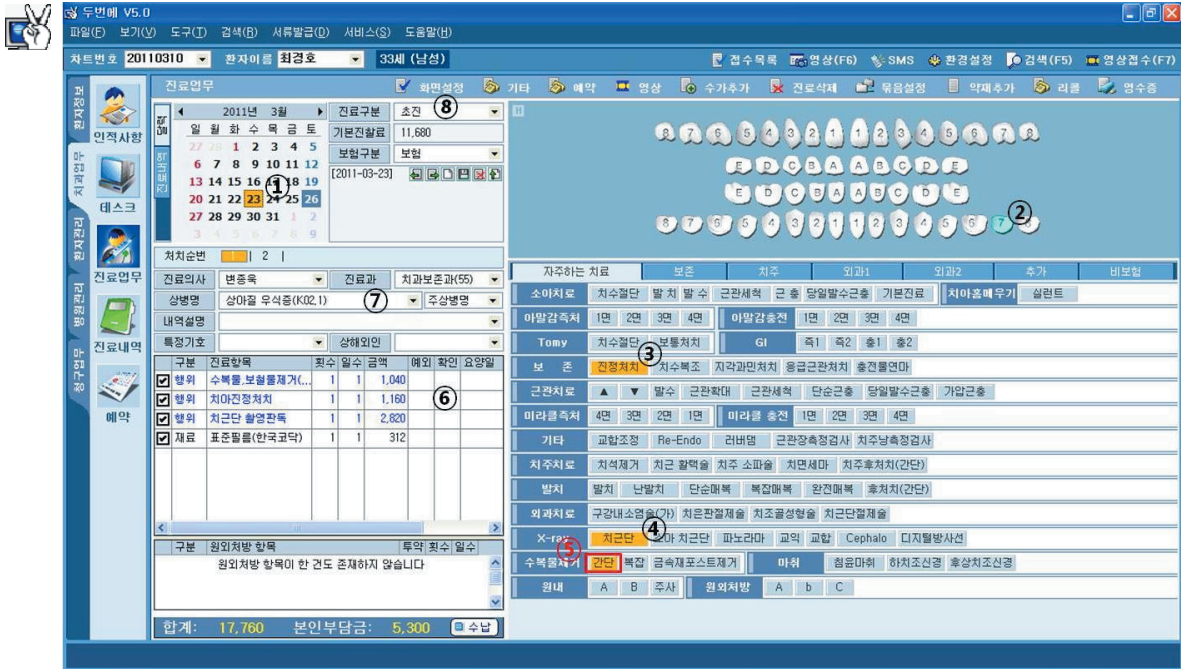 두번에 V5.0
파일(F) 보기(V) 도구(T) 검색(B) 서류발급(D) 서비스(S) 도움말(H)
차트번호 20110310 환자이름 최경호 33세 (남성) 접수목록 영상(F6) SMS 환경설정 검색(F5) 영상접수(F7)
진료업무 화면설정 기타 예약 영상 수가추가 진료삭제 묶음설정 약재추가 리콜 영수증
환자정보
인적사항
치과업무
데스크
진료업무
진료내역
예약
달력
진료내역
2011년 3월
일 월 화 수 목 금 토
27 28 1 2 3 4 5
6 7 8 9 10 11 12
13 14 15 16 17 18 19
20 21 22 23 24 25 26
27 28 29 30 31 1 2
3 4 5 6 7 8 9
①
진료구분 초진 ⑧
기본진찰료 11,680
보험구분 보험
[2011-03-23]
처치순번 1 | 2 |
진료의사 변종욱 진료과 치과보존과(55)
상병명 상아질 우식증(K02,1) ⑦ 주상병명
내역설명
특정기호 상해외인
구분 진료항목 횟수 일수 금액 예외 확인 요양일
행위 수복물,보철물제거(... 1 1 1,040
행위 치아진정처치 1 1 1,160
행위 치근단 촬영판독 1 1 2,820
재료 표준필름(한국코닥) 1 1 312
⑥
구분 원외처방 항목 투약 횟수 일수
원외처방 항목이 한 건도 존재하지 않습니다
합계: 17,760 본인부담금: 5,300 수납
H
8 7 6 5 4 3 2 1 1 2 3 4 5 6 7 8
E D C B A A B C D E
E D C B A A B C D E
8 7 6 5 4 3 2 1 1 2 3 4 5 6 7 8
②
자주하는 치료 보존 치주 외과1 외과2 추가 비보험
소아치료 치수절단 발치 발수 근관세척 근충 당일발수근충 기본진료 치아홈메우기 실런트
아말감즉처 1면 2면 3면 4면 아말감충전 1면 2면 3면 4면
Tomy 치수절단 보통처치 GI 즉1 즉2 충1 충2
보 존 진정처치 ③ 치수복조 지각과민처치 응급근관처치 충전물연마
근관치료 ▲ ▼ 발수 근관확대 근관세척 단순근충 당일발수근충 가압근충
미라클즉처 4면 3면 2면 1면 미라클 충전 1면 2면 3면 4면
기타 교합조정 Re-Endo 러버댐 근관장측정검사 치주낭측정검사
치주치료 치석제거 치근 활택술 치주 소파술 치면세마 치주후처치(간단)
발치 발치 난발치 단순매복 복잡매복 완전매복 후처치(간단)
외과치료 구강내소염술(가) 치은판절제술 치조골성형술 치근단절제술
X-ray 치근단 ④ 소아 치근단 파노라마 교익 교합 Cephalo 디지털방사선
⑤
수복물제거 간단 복잡 금속재포스트제거 마취 침윤마취 하치조신경 후상치조신경
원내 A B 주사 원외처방 A b C